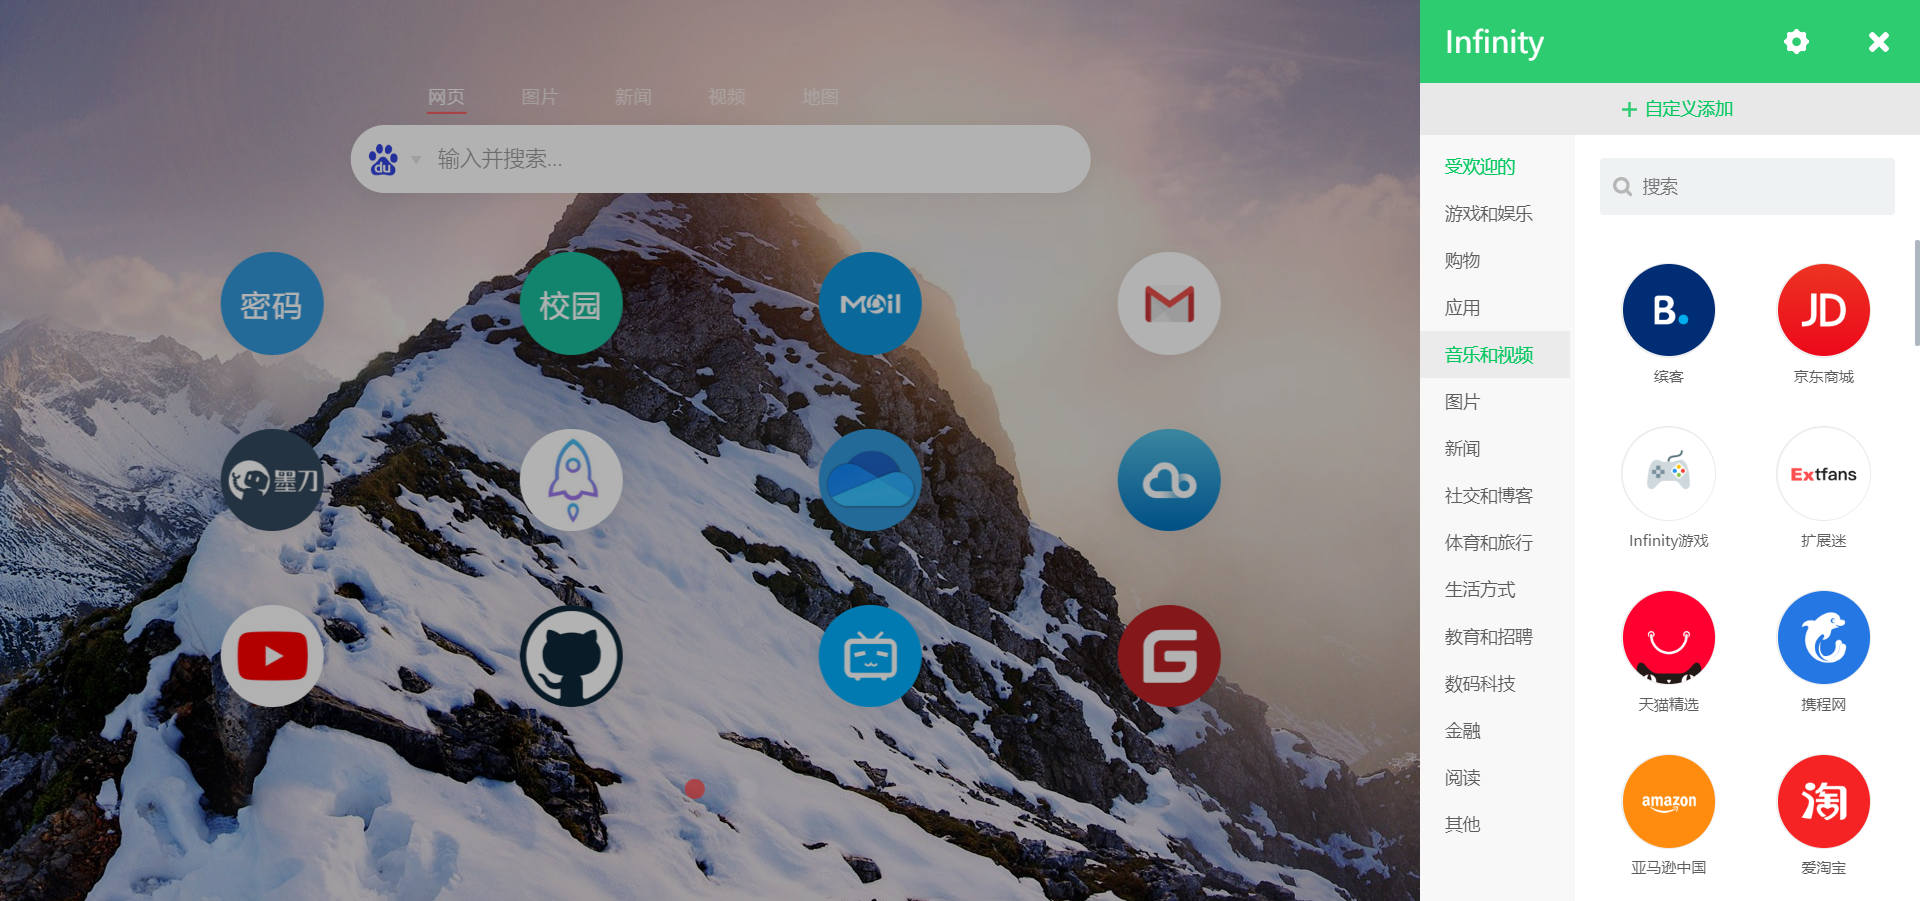 网页 图片 新闻 视频 地图
du 输入并搜索...
密码 校园 Mail M
墨刀
G
Infinity
自定义添加
受欢迎的
游戏和娱乐
购物
应用
音乐和视频
图片
新闻
社交和博客
体育和旅行
生活方式
教育和招聘
数码科技
金融
阅读
其他
搜索
B. JD
缤客 京东商城
Extfans
Infinity游戏 扩展迷
天猫精选 携程网
amazon 淘
亚马逊中国 爱淘宝